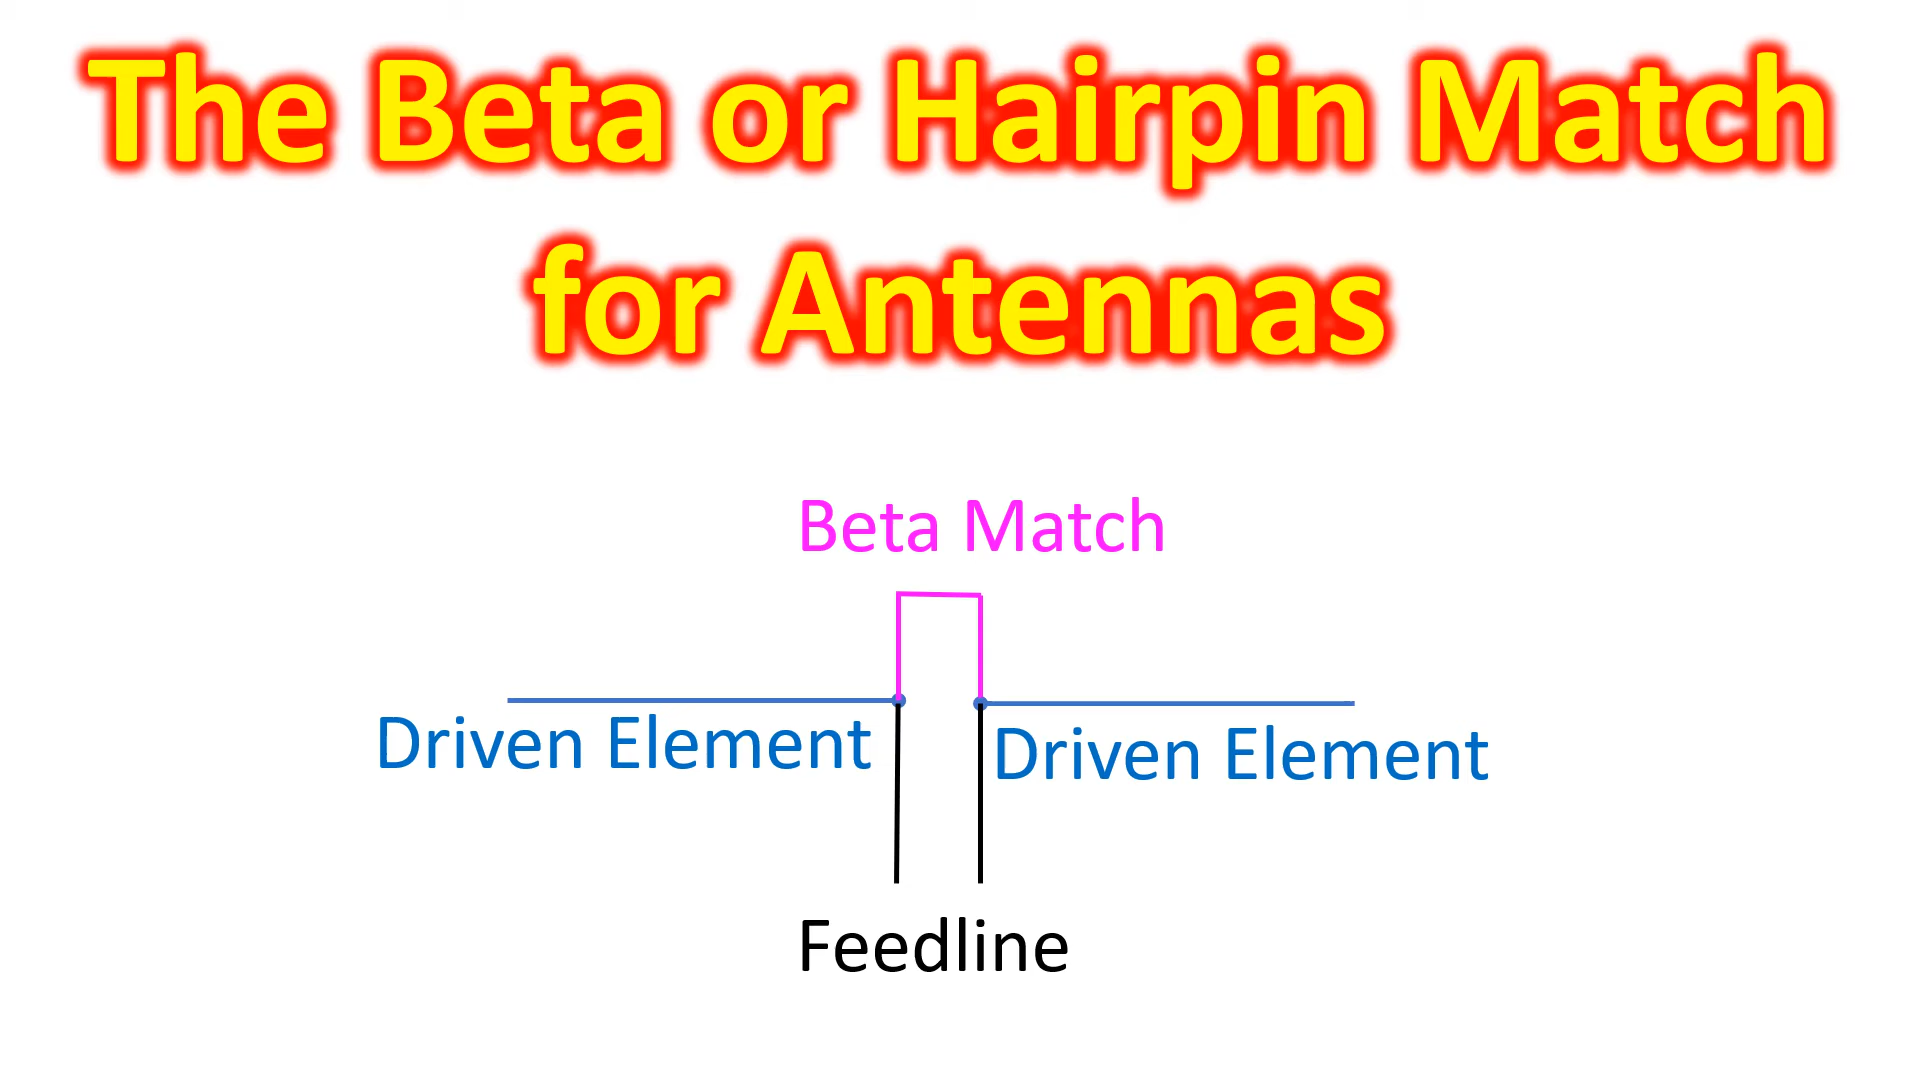 The Beta or Hairpin Match
for Antennas
Beta Match
Driven Element
Driven Element
Feedline